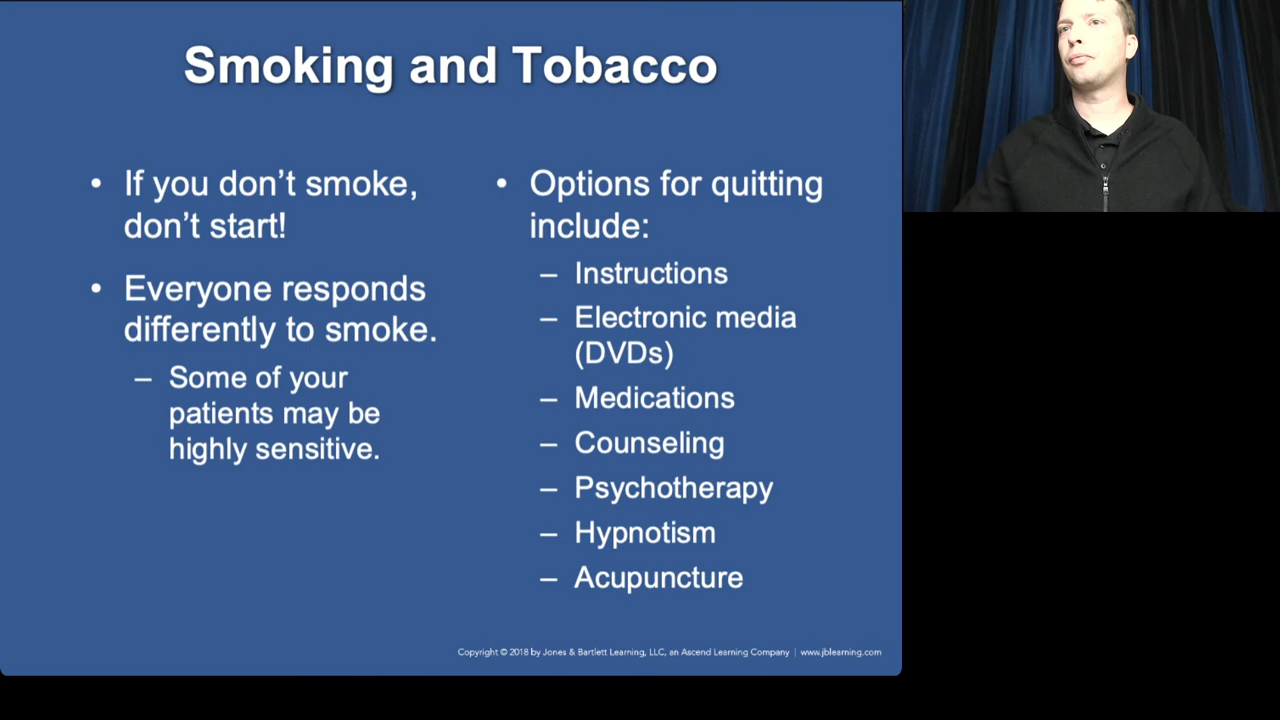 Smoking and Tobacco
• If you don’t smoke,
don’t start!
• Everyone responds
differently to smoke.
– Some of your
patients may be
highly sensitive.
• Options for quitting
include:
– Instructions
– Electronic media
(DVDs)
– Medications
– Counseling
– Psychotherapy
– Hypnotism
– Acupuncture
Copyright © 2018 by Jones & Bartlett Learning, LLC, an Ascend Learning Company | www.jblearning.com